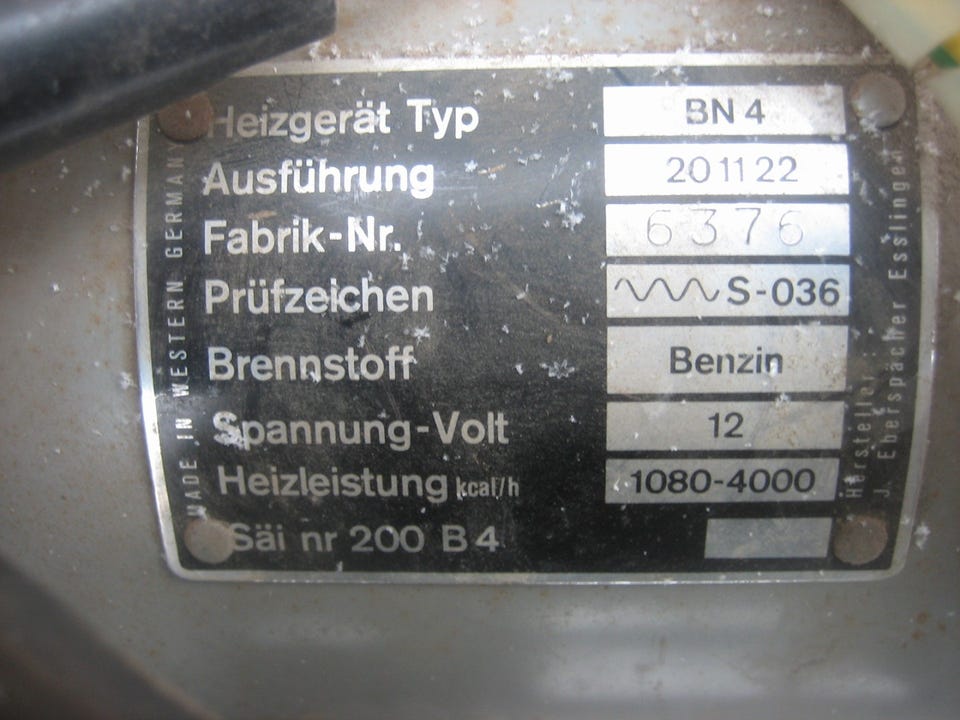 Heizgerät Typ BN 4
Ausführung 20 11 22
Fabrik-Nr. 6376
Prüfzeichen S-036
Brennstoff Benzin
Spannung-Volt 12
Heizleistung kcal/h 1080-4000
Säi nr 200 B4
MADE IN WESTERN GERMANY
Hersteller:
J. Eberspächer Esslingen